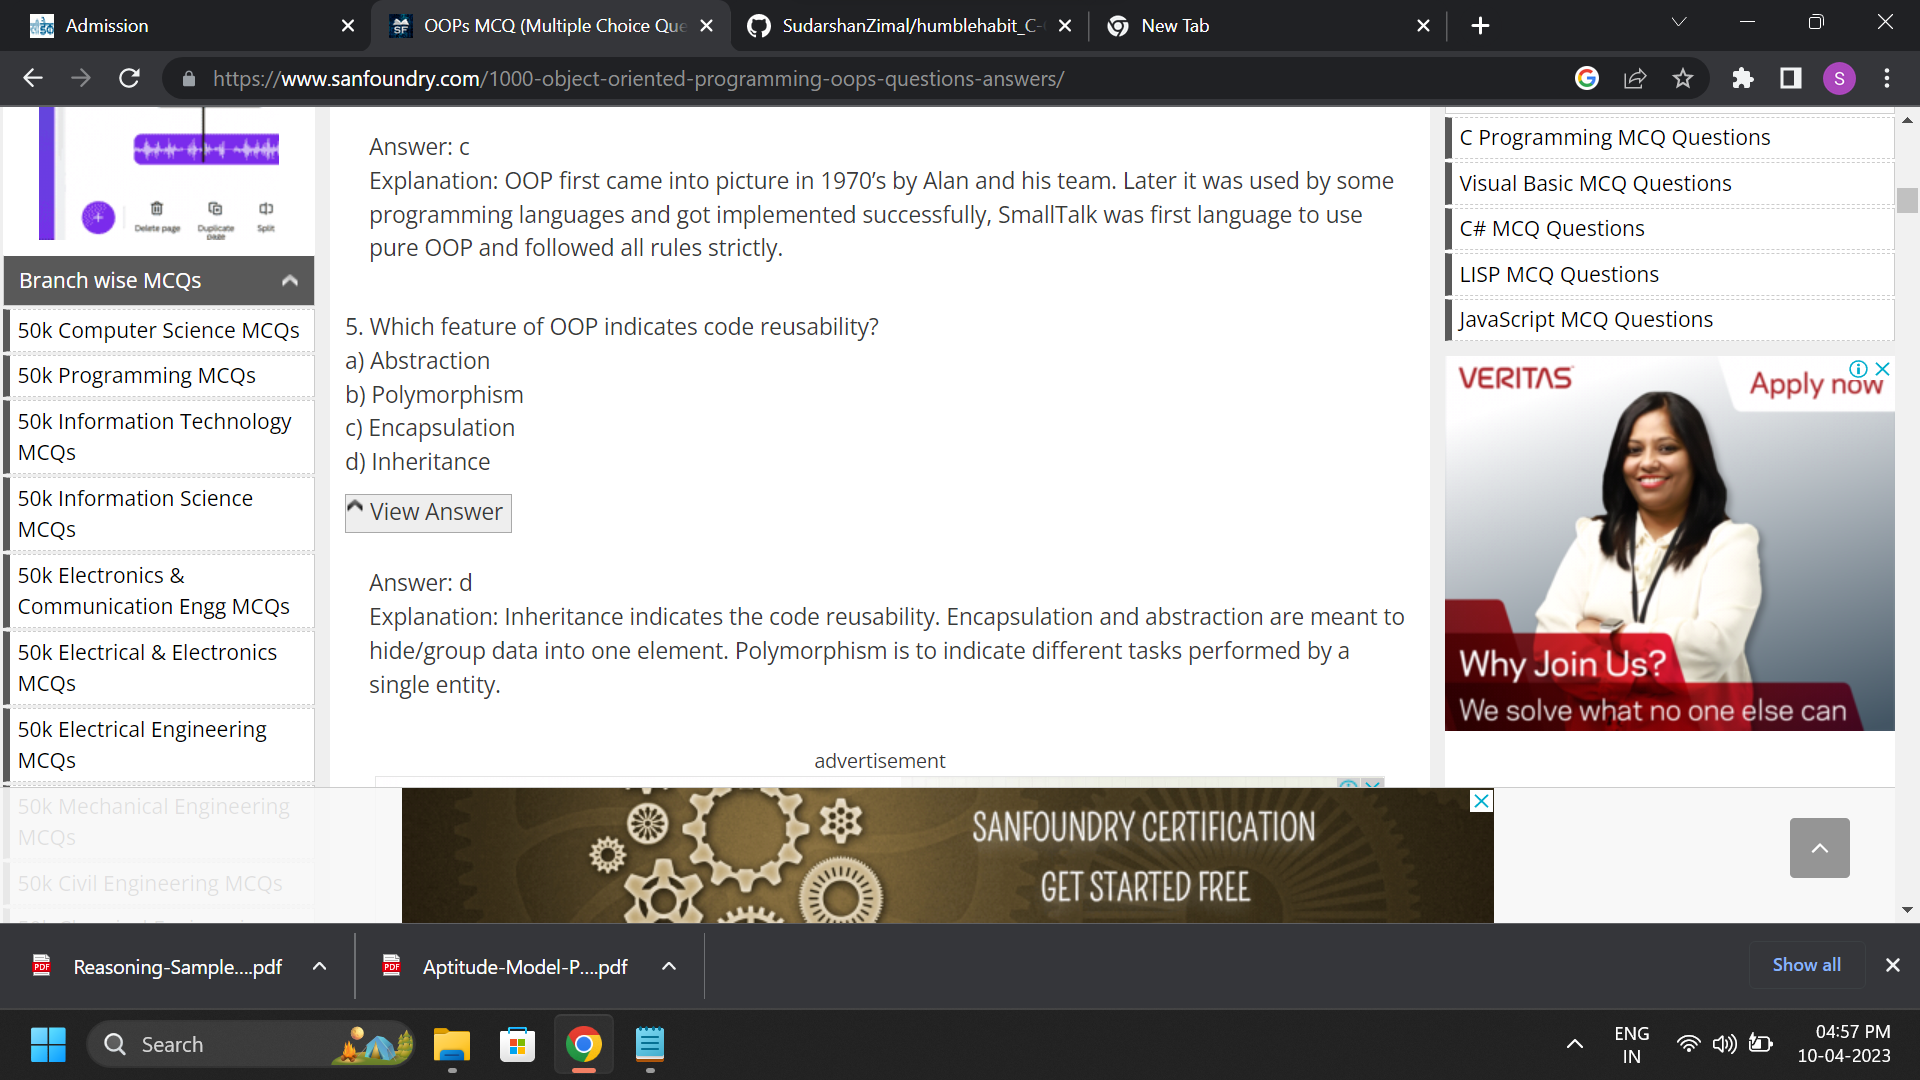 Admission
OOPs MCQ (Multiple Choice Que
SudarshanZimal/humblehabit_C-
New Tab
https://www.sanfoundry.com/1000-object-oriented-programming-oops-questions-answers/
S
Delete page
Duplicate page
Split
Branch wise MCQs
50k Computer Science MCQs
50k Programming MCQs
50k Information Technology
MCQs
50k Information Science
MCQs
50k Electronics &
Communication Engg MCQs
50k Electrical & Electronics
MCQs
50k Electrical Engineering
MCQs
50k Mechanical Engineering
MCQs
50k Civil Engineering MCQs
Answer: c
Explanation: OOP first came into picture in 1970’s by Alan and his team. Later it was used by some
programming languages and got implemented successfully, SmallTalk was first language to use
pure OOP and followed all rules strictly.
5. Which feature of OOP indicates code reusability?
a) Abstraction
b) Polymorphism
c) Encapsulation
d) Inheritance
View Answer
Answer: d
Explanation: Inheritance indicates the code reusability. Encapsulation and abstraction are meant to
hide/group data into one element. Polymorphism is to indicate different tasks performed by a
single entity.
advertisement
C Programming MCQ Questions
Visual Basic MCQ Questions
C# MCQ Questions
LISP MCQ Questions
JavaScript MCQ Questions
VERITAS
Apply now
Why Join Us?
We solve what no one else can
SANFOUNDRY CERTIFICATION
GET STARTED FREE
Reasoning-Sample....pdf
Aptitude-Model-P....pdf
Show all
Search
ENG
IN
04:57 PM
10-04-2023